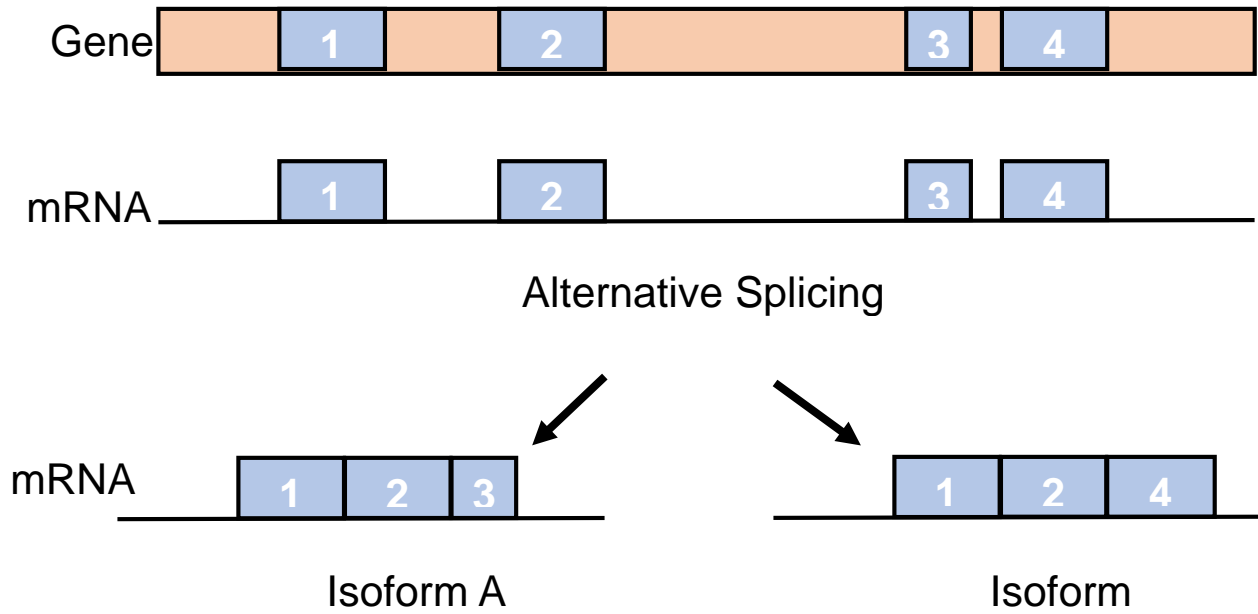 Gene 1 2 3 4
mRNA 1 2 3 4
Alternative Splicing
mRNA 1 2 3 1 2 4
Isoform A Isoform